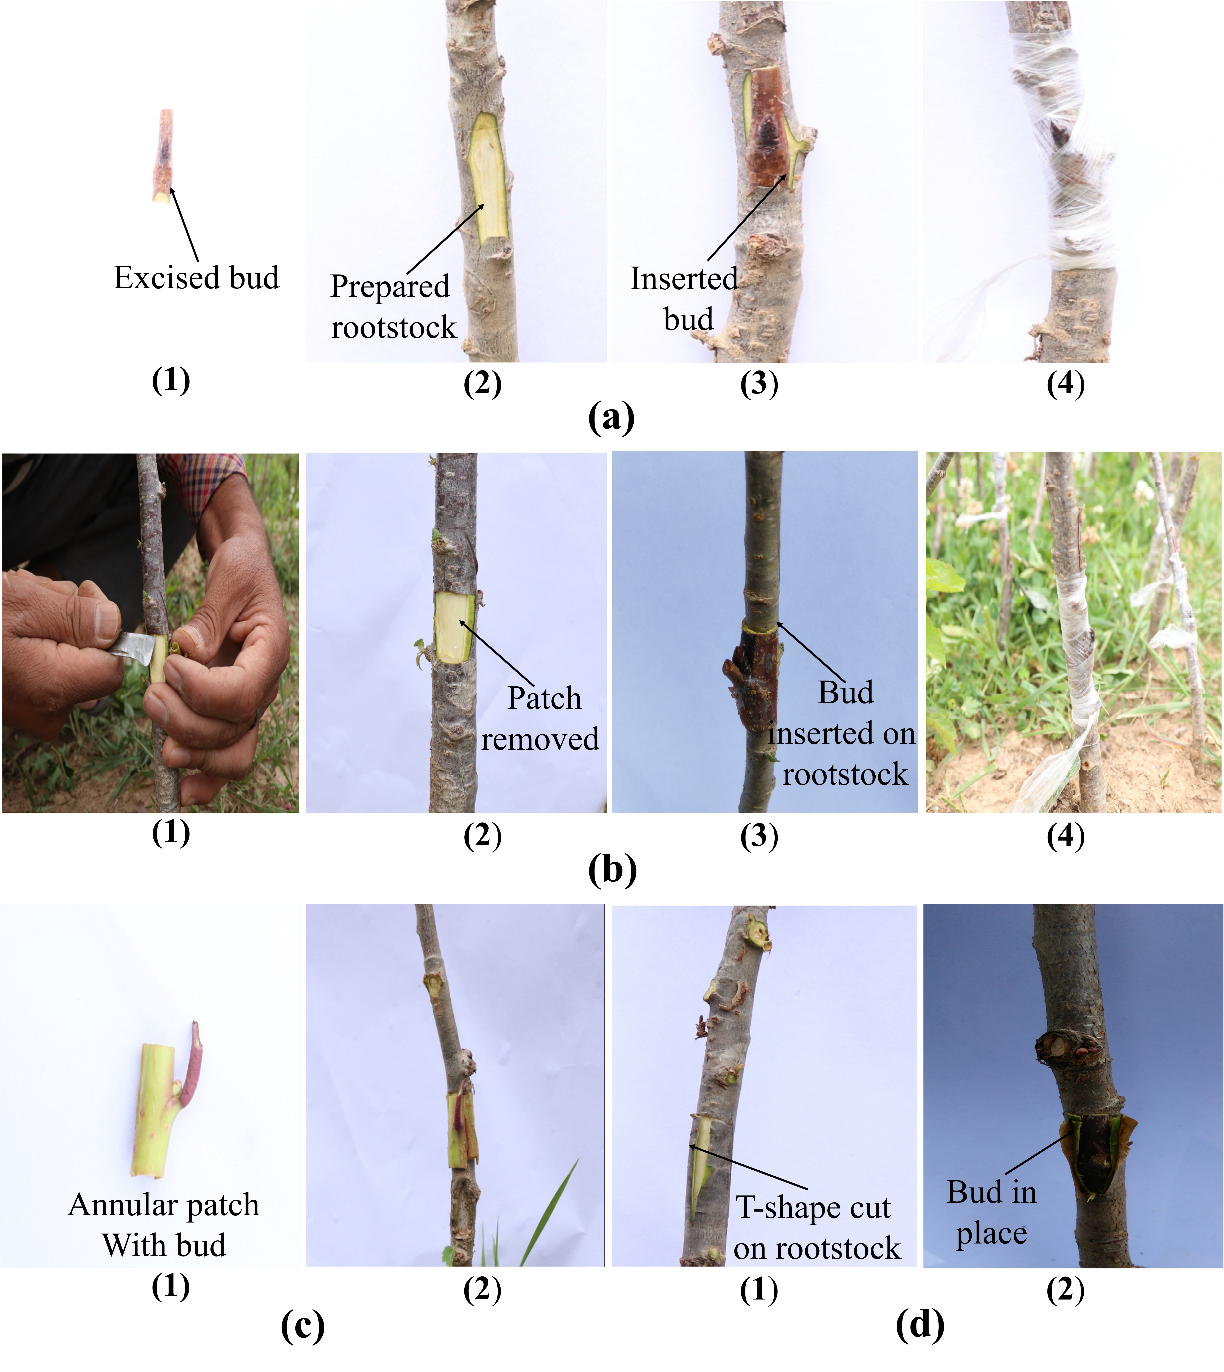 Excised bud
Prepared
rootstock
Inserted
bud
(1)
(2)
(3)
(4)
(a)
Patch
removed
Bud
inserted on
rootstock
(1)
(2)
(3)
(4)
(b)
Annular patch
With bud
T-shape cut
on rootstock
Bud in
place
(1)
(2)
(1)
(2)
(c)
(d)